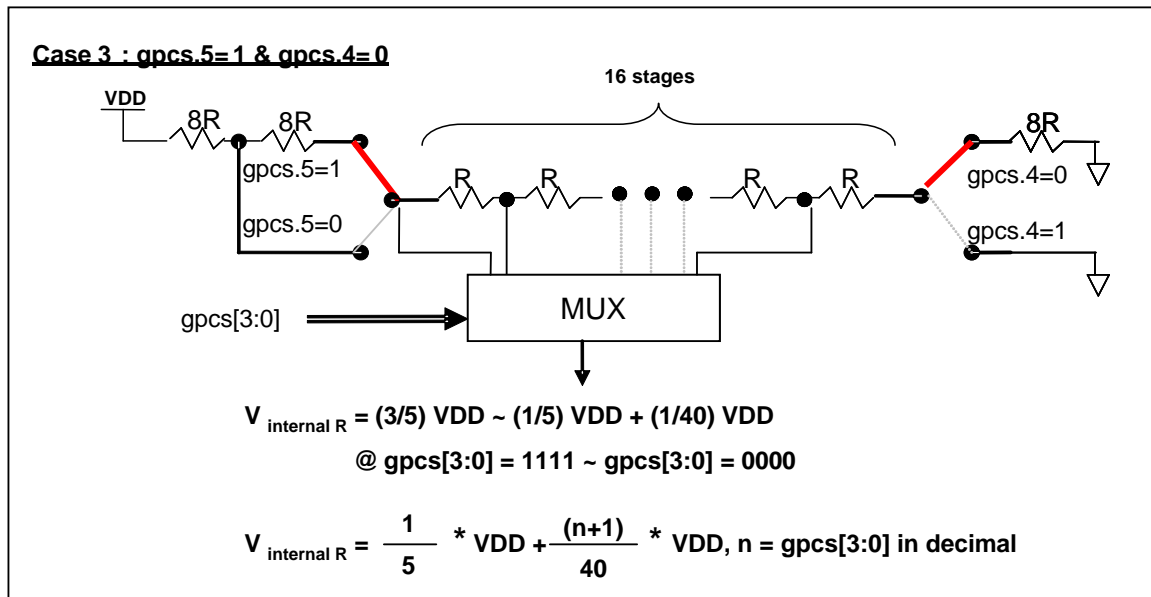 Case 3 : gpcs.5=1 & gpcs.4=0
16 stages
VDD
8R 8R 8R
gpcs.5=1 R R R R gpcs.4=0
gpcs.5=0 gpcs.4=1
gpcs[3:0] MUX
V internal R = (3/5) VDD ~ (1/5) VDD + (1/40) VDD
@ gpcs[3:0] = 1111 ~ gpcs[3:0] = 0000
V internal R = 1/5 * VDD + (n+1)/40 * VDD, n = gpcs[3:0] in decimal